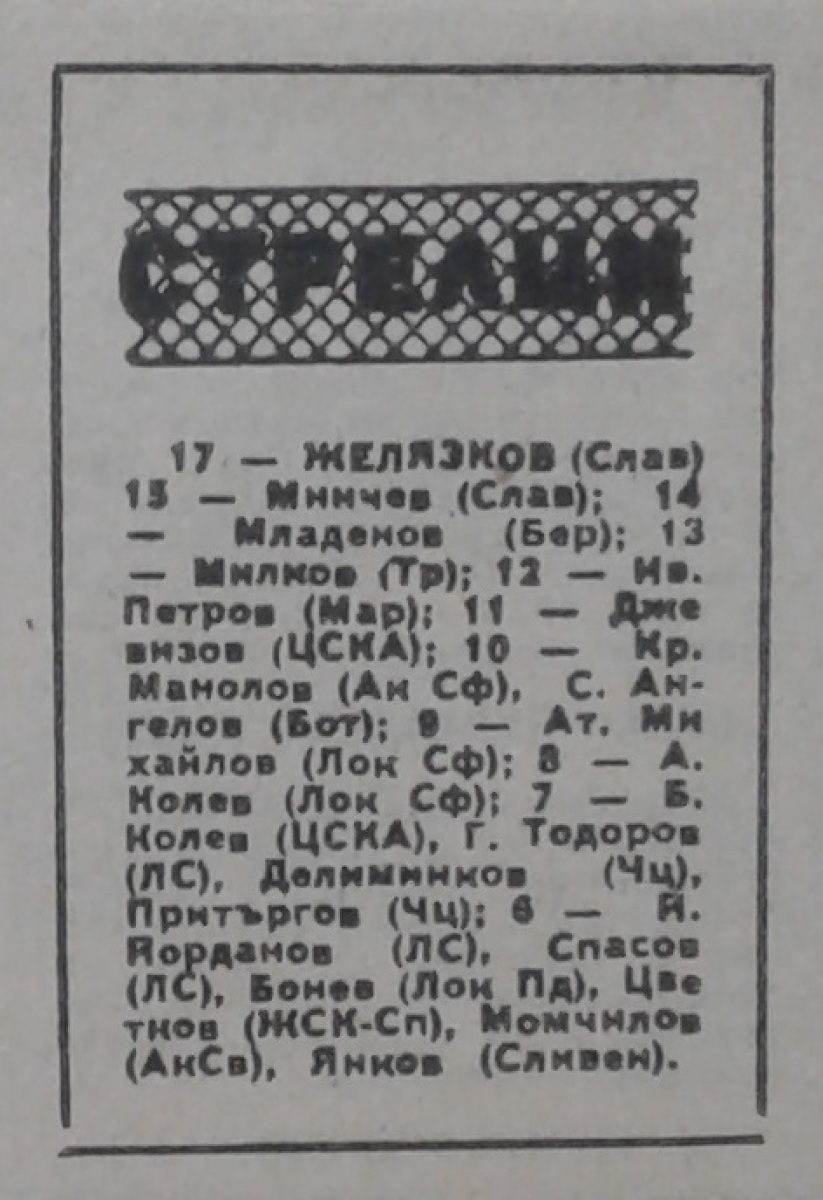 СТРЕЛЦИ
17 — ЖЕЛЯЗКОВ (Слав)
15 — Минчев (Слав); 14
— Младенов (Бер); 13
— Милков (Тр); 12 — Ив.
Петров (Мар); 11 — Дже
визов (ЦСКА); 10 — Кр.
Манолов (Ак Сф), С. Ан-
гелов (Бот); 9 — Ат. Ми
хайлов (Лок Сф); 8 — А.
Колев (Лок Сф); 7 — Б.
Колев (ЦСКА), Г. Тодоров
(ЛС), Делиминков (Чц),
Притъргов (Чц); 6 — Й.
Йорданов (ЛС), Спасов
(ЛС), Бонев (Лок Пд), Цве
тков (ЖСК-Сп), Момчилов
(АкСв), Янков (Сливен).